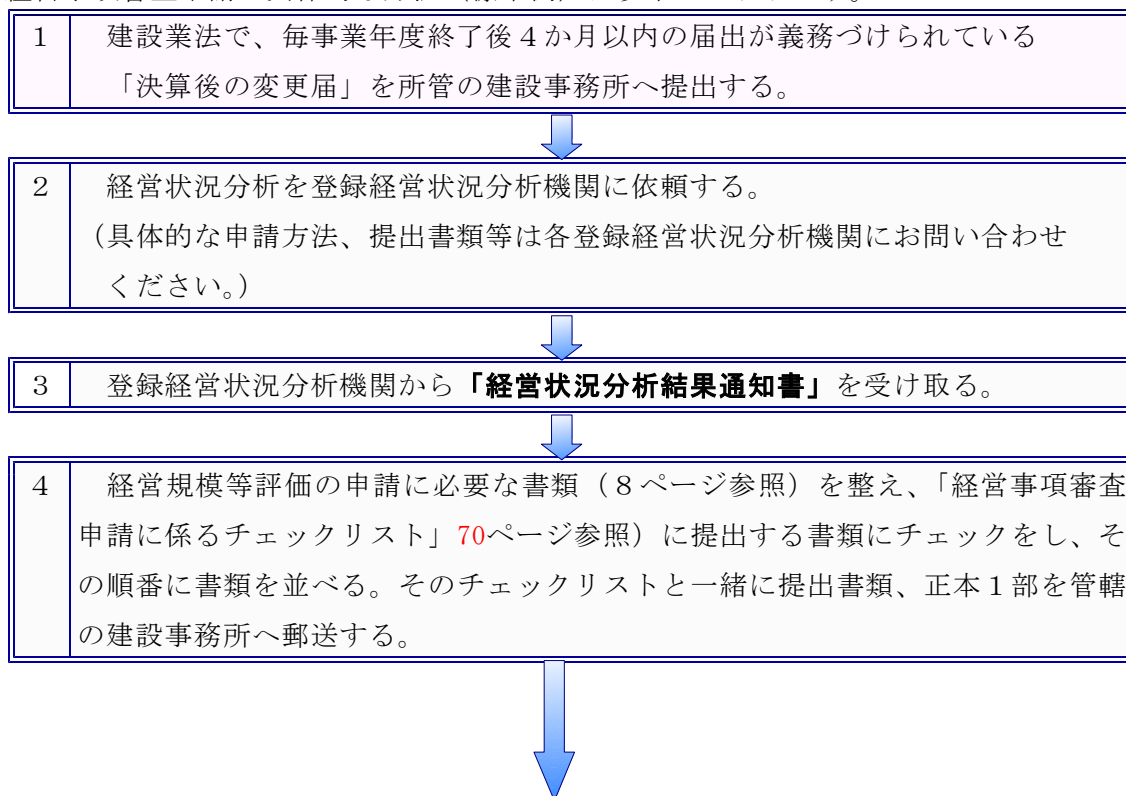 1 建設業法で、毎事業年度終了後４か月以内の届出が義務づけられている
「決算後の変更届」を所管の建設事務所へ提出する。
2 経営状況分析を登録経営状況分析機関に依頼する。
（具体的な申請方法、提出書類等は各登録経営状況分析機関にお問い合わせ
ください。）
3 登録経営状況分析機関から「経営状況分析結果通知書」を受け取る。
4 経営規模等評価の申請に必要な書類（８ページ参照）を整え、「経営事項審査
申請に係るチェックリスト」70ページ参照）に提出する書類にチェックをし、そ
の順番に書類を並べる。そのチェックリストと一緒に提出書類、正本１部を管轄
の建設事務所へ郵送する。